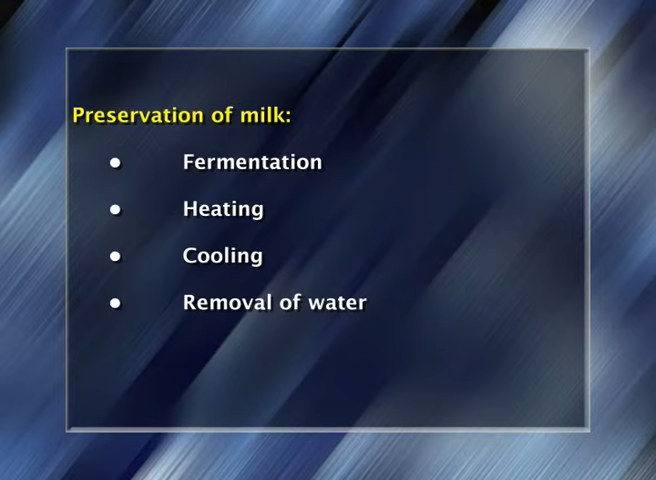 Preservation of milk:
• Fermentation
• Heating
• Cooling
• Removal of water